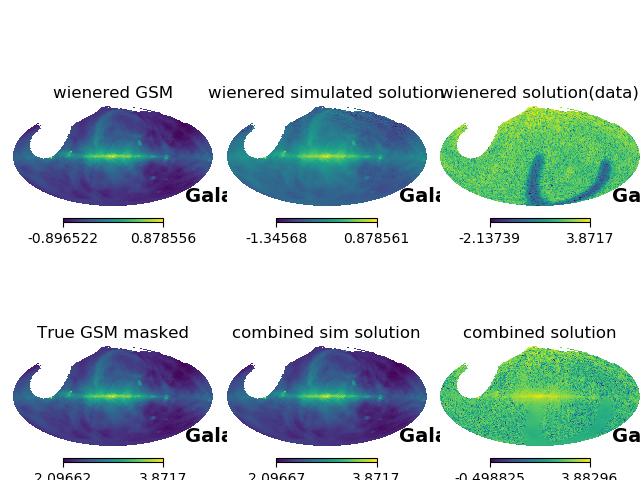 wienered GSM
wienered simulated solution
wienered solution(data)
Gala
Gala
Ga
-0.896522 0.878556
-1.34568 0.878561
-2.13739 3.8717
True GSM masked
combined sim solution
combined solution
Gala
Gala
Ga
2.09662 3.8717
2.09667 3.8717
-0.498825 3.88296